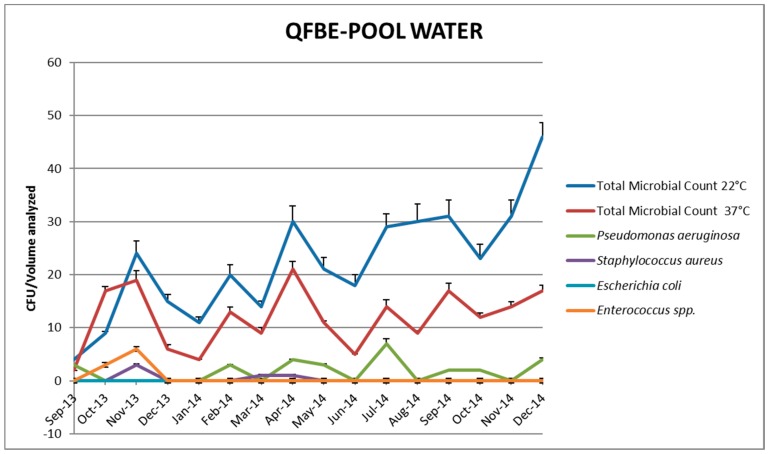 QFBE-POOL WATER
60
50
40
30
20
10
0
-10
CFU/Volume analyzed
Sep-13
Oct-13
Nov-13
Dec-13
Jan-14
Feb-14
Mar-14
Apr-14
May-14
Jun-14
Jul-14
Aug-14
Sep-14
Oct-14
Nov-14
Dec-14
Total Microbial Count 22°C
Total Microbial Count 37°C
Pseudomonas aeruginosa
Staphylococcus aureus
Escherichia coli
Enterococcus spp.